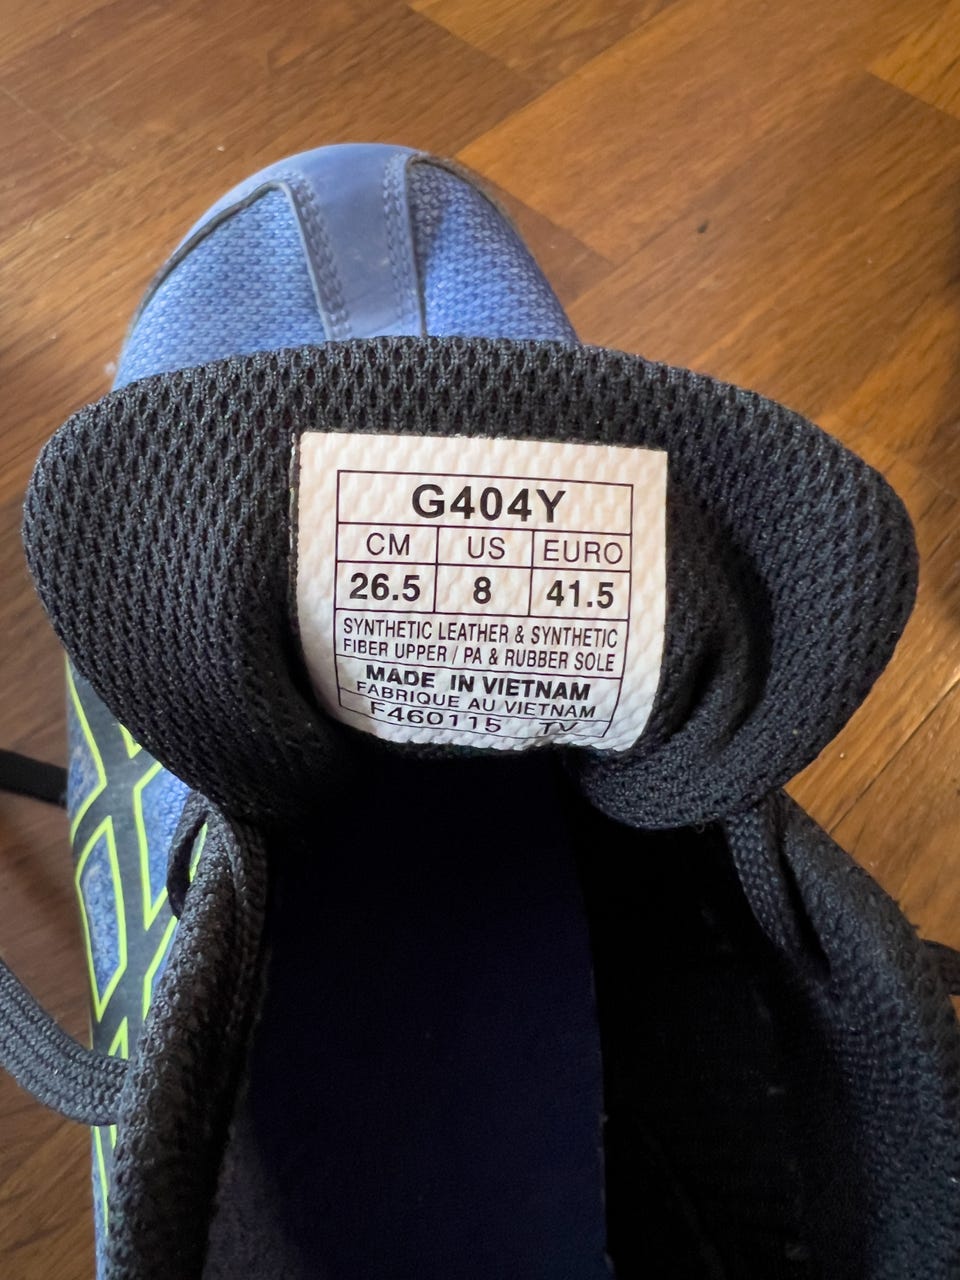 G404Y
CM US EURO
26.5 8 41.5
SYNTHETIC LEATHER & SYNTHETIC
FIBER UPPER / PA & RUBBER SOLE
MADE IN VIETNAM
FABRIQUE AU VIETNAM
F460115 TV